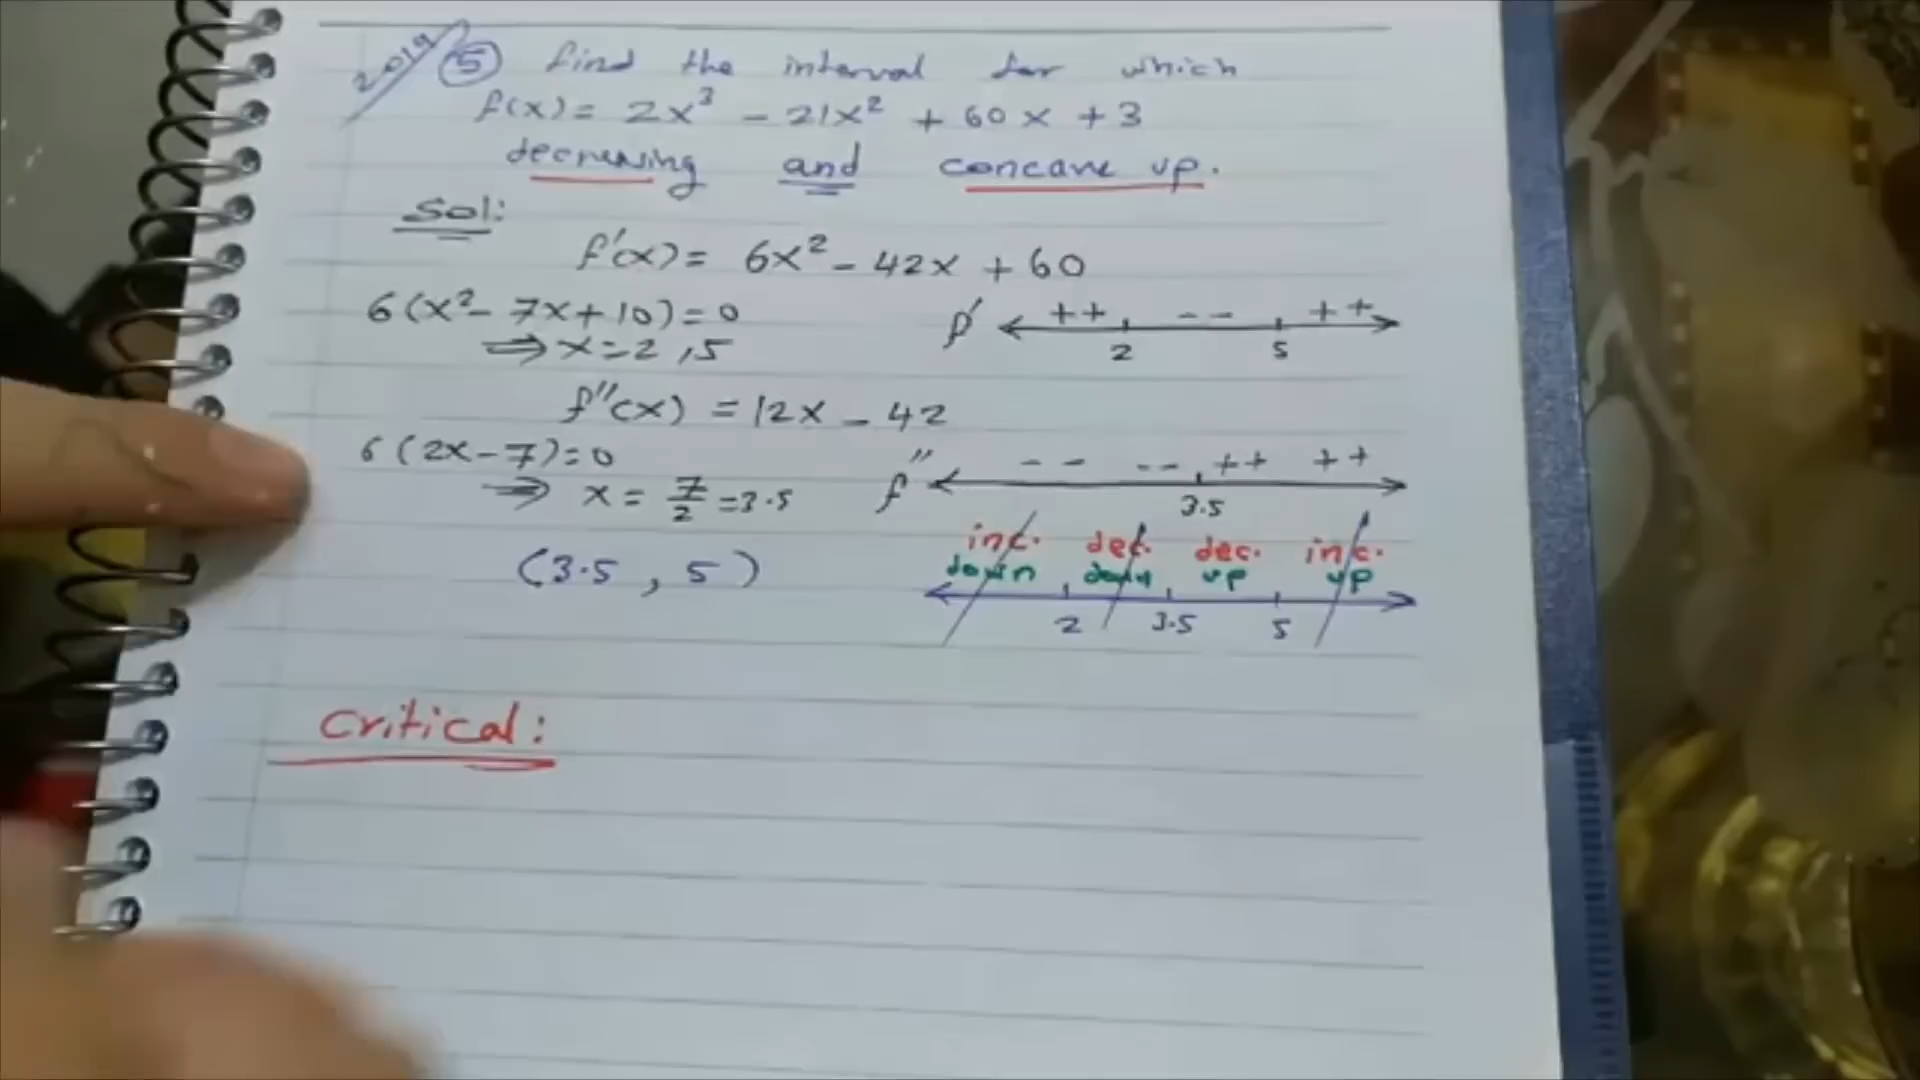 2019 ⑤ find the interval for which
f(x) = 2x³ - 21x² + 60x + 3
decreasing and concave up.
Sol:
f'(x) = 6x² - 42x + 60
6(x² - 7x + 10) = 0
⇒ x = 2, 5
f' ++ -- ++
2 5
f''(x) = 12x - 42
6(2x - 7) = 0
⇒ x = 7/2 = 3.5
f'' -- -- ++ ++
3.5
(3.5, 5)
inc. dec. dec. inc.
down down up up
2 3.5 5
Critical: